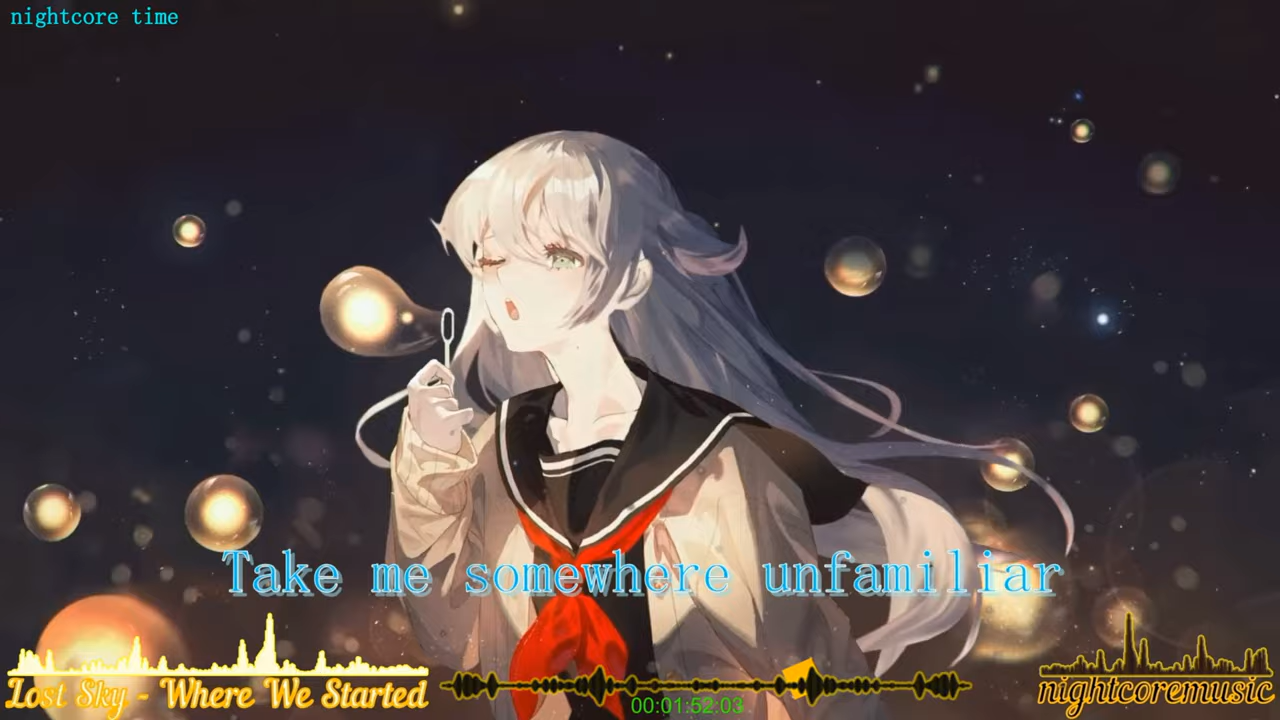 nightcore time
Take me somewhere unfamiliar
Lost Sky - Where We Started
00:01:52.03
nightcoremusic